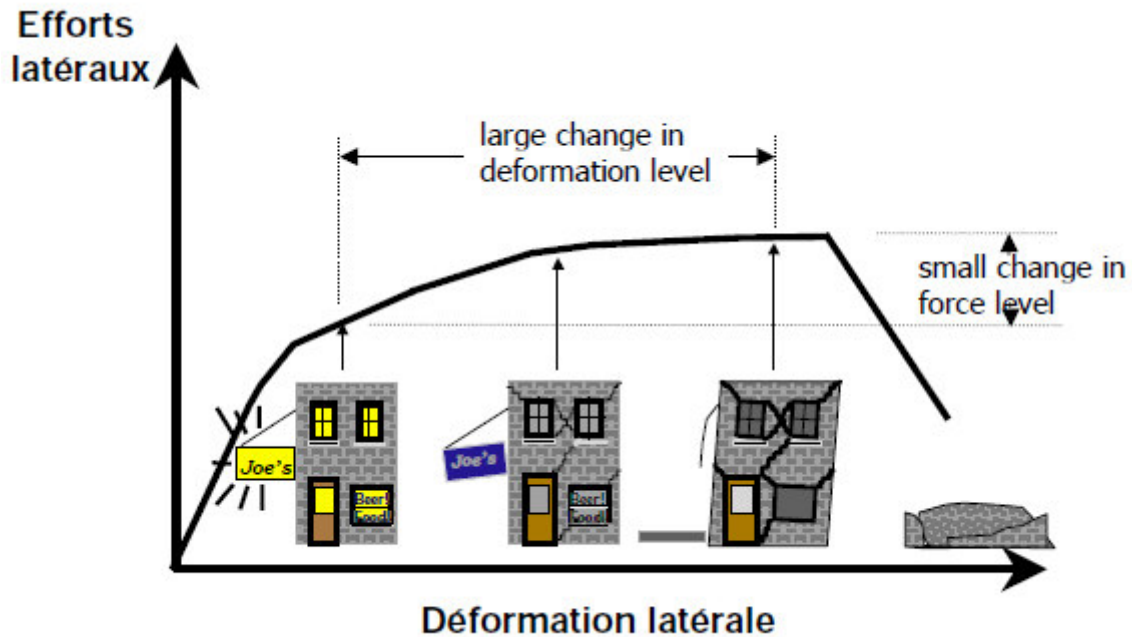 Efforts
latéraux
large change in
deformation level
small change in
force level
Joe's
Beer!
Food!
Joe's
Beer!
Food!
Déformation latérale